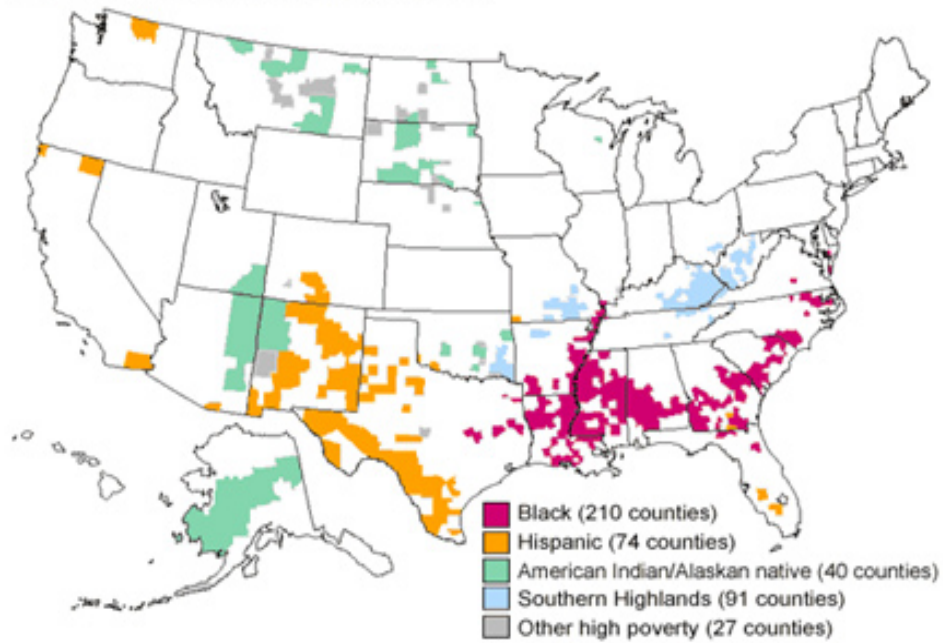 Black (210 counties)
Hispanic (74 counties)
American Indian/Alaskan native (40 counties)
Southern Highlands (91 counties)
Other high poverty (27 counties)